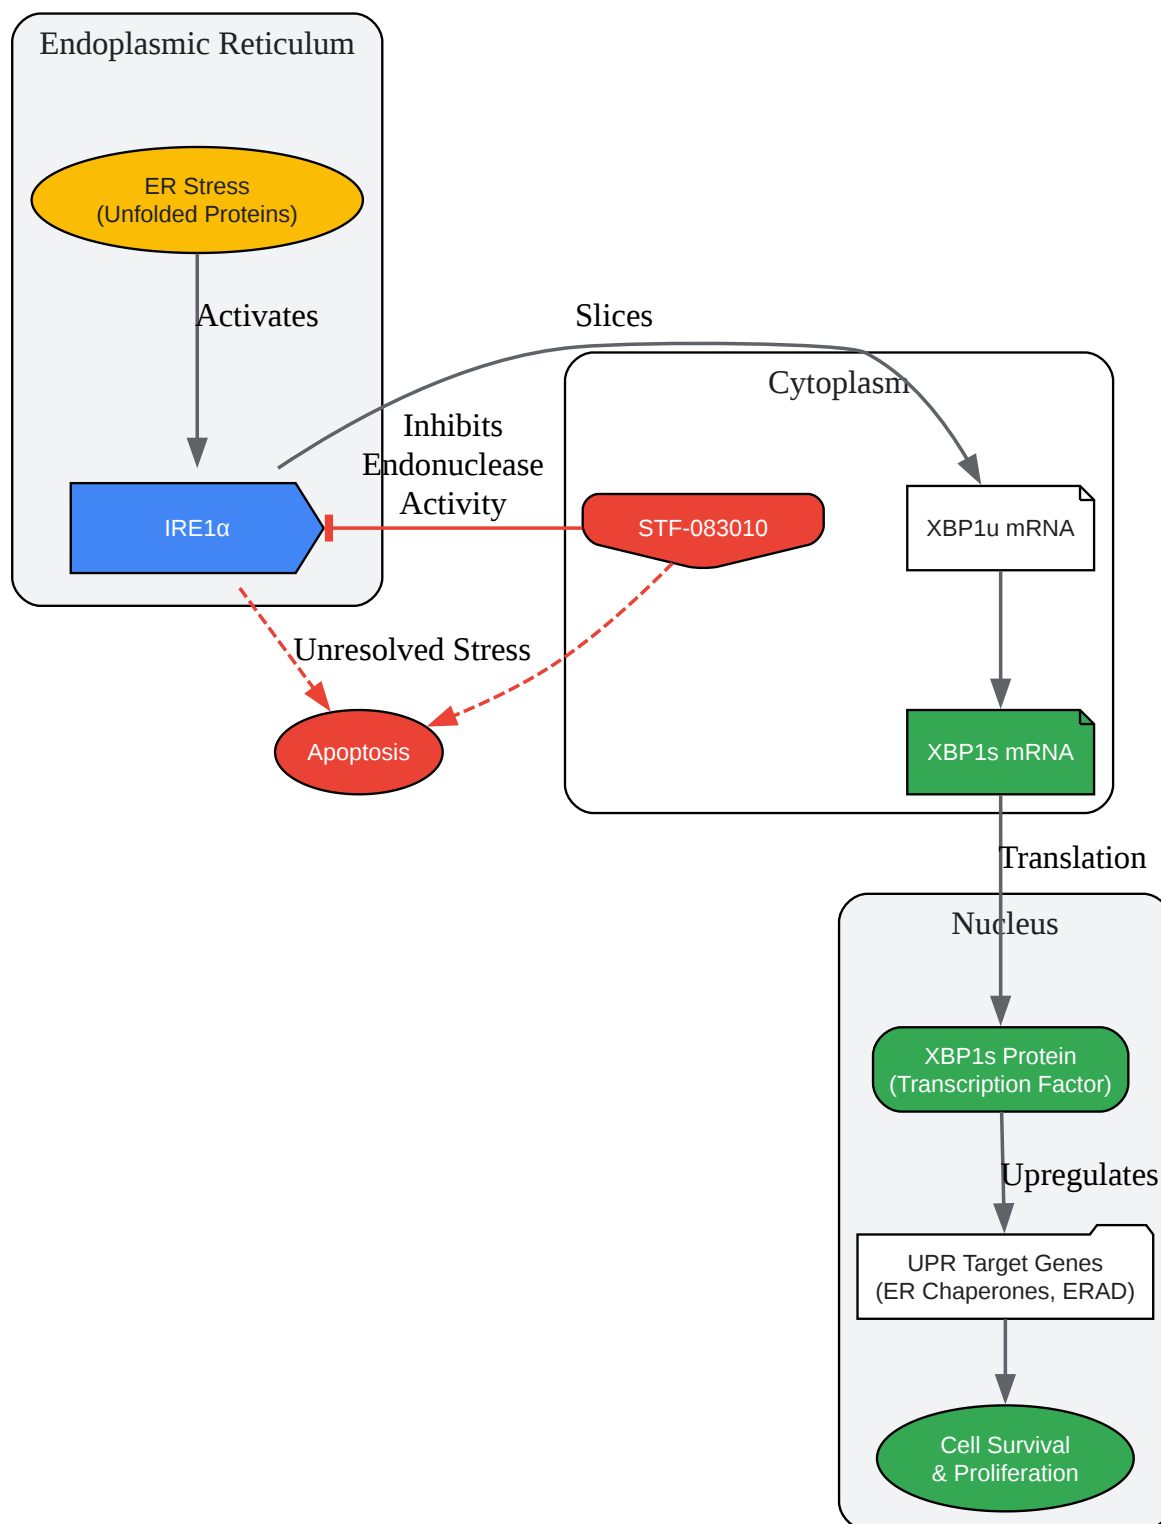 Endoplasmic Reticulum
ER Stress
(Unfolded Proteins)
Activates
Slices
Cytoplasm
Inhibits
Endonuclease
Activity
IRE1α
STF-083010
XBP1u mRNA
Unresolved Stress
Apoptosis
XBP1s mRNA
Translation
Nucleus
XBP1s Protein
(Transcription Factor)
Upregulates
UPR Target Genes
(ER Chaperones, ERAD)
Cell Survival
& Proliferation